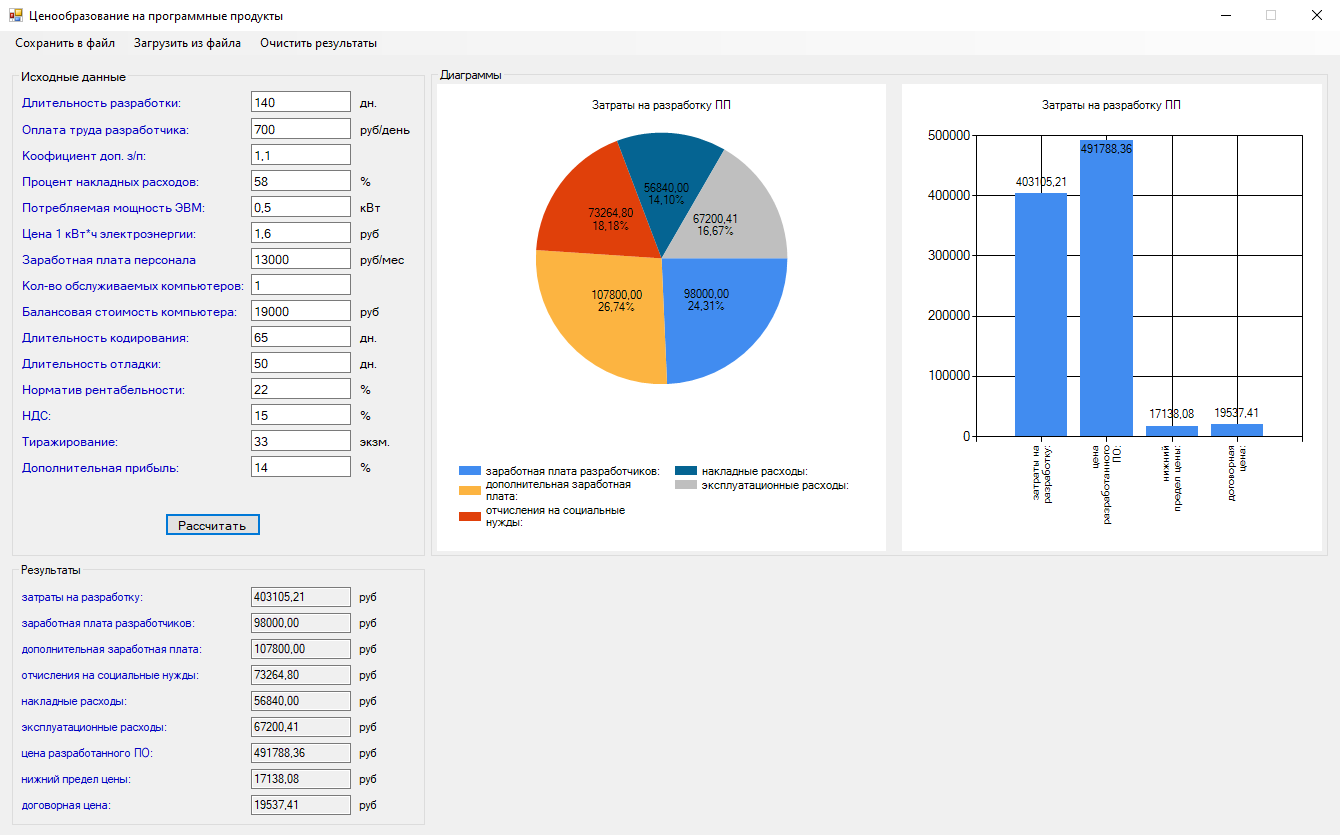 Ценообразование на программные продукты
Сохранить в файл Загрузить из файла Очистить результаты
Исходные данные
Длительность разработки: 140 дн.
Оплата труда разработчика: 700 руб/день
Коофициент доп. з/п: 1,1
Процент накладных расходов: 58 %
Потребляемая мощность ЭВМ: 0,5 кВт
Цена 1 кВт*ч электроэнергии: 1,6 руб
Заработная плата персонала 13000 руб/мес
Кол-во обслуживаемых компьютеров: 1
Балансовая стоимость компьютера: 19000 руб
Длительность кодирования: 65 дн.
Длительность отладки: 50 дн.
Норматив рентабельности: 22 %
НДС: 15 %
Тиражирование: 33 экзм.
Дополнительная прибыль: 14 %
Рассчитать
Диаграммы
Затраты на разработку ПП
56840,00
14,10%
67200,41
16,67%
73264,80
18,18%
107800,00
26,74%
98000,00
24,31%
заработная плата разработчиков:
дополнительная заработная
плата:
отчисления на социальные
нужды:
накладные расходы:
эксплуатационные расходы:
Затраты на разработку ПП
500000
400000
300000
200000
100000
0
403105,21
491788,36
17138,08
19537,41
затраты на
разработку:
цена
разработанного
ПО:
нижний
предел цены:
договорная
цена:
Результаты
затраты на разработку: 403105,21 руб
заработная плата разработчиков: 98000,00 руб
дополнительная заработная плата: 107800,00 руб
отчисления на социальные нужды: 73264,80 руб
накладные расходы: 56840,00 руб
эксплуатационные расходы: 67200,41 руб
цена разработанного ПО: 491788,36 руб
нижний предел цены: 17138,08 руб
договорная цена: 19537,41 руб